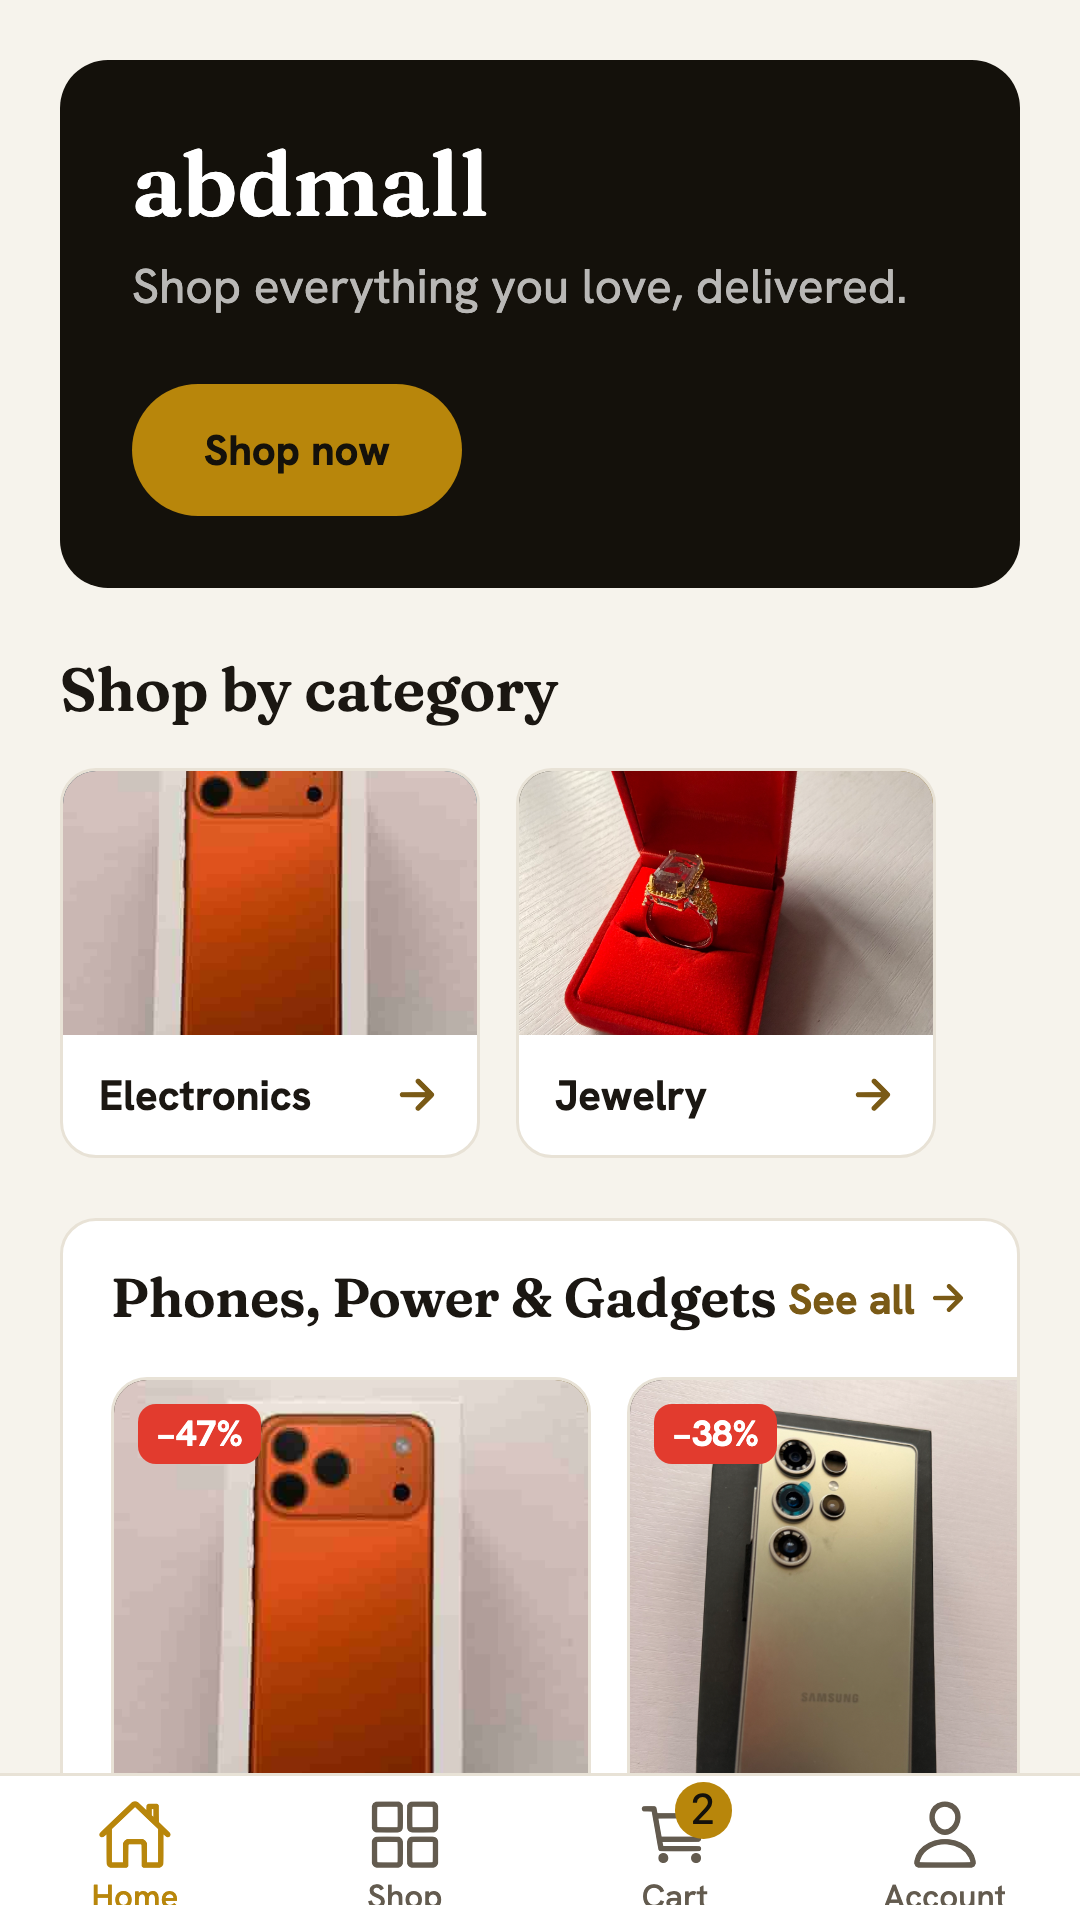 abdmall
Shop everything you love, delivered.
Shop now
Shop by category
Electronics
Jewelry
Phones, Power & Gadgets See all
–47%
–38%
SAMSUNG
2
Home
Shop
Cart
Account